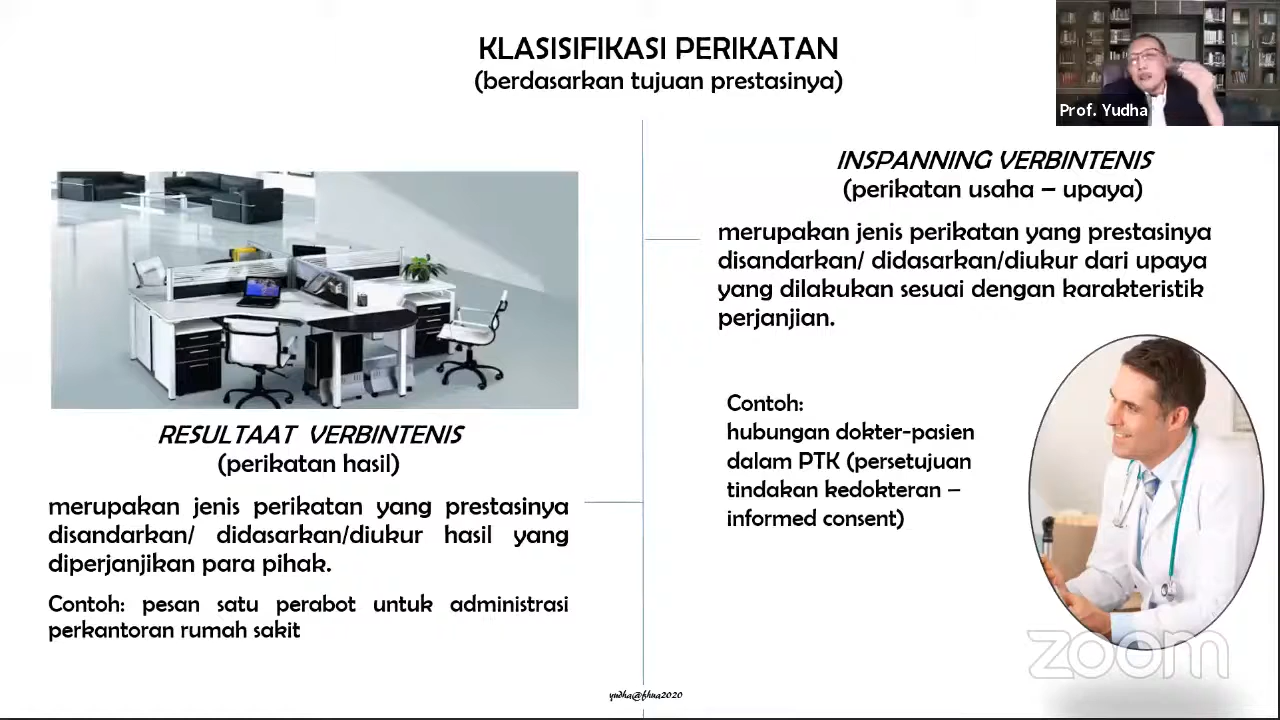 KLASISIFIKASI PERIKATAN
(berdasarkan tujuan prestasinya)
Prof. Yudha
RESULTAAT VERBINTENIS
(perikatan hasil)
merupakan jenis perikatan yang prestasinya
disandarkan/ didasarkan/diukur hasil yang
diperjanjikan para pihak.
Contoh: pesan satu perabot untuk administrasi
perkantoran rumah sakit
INSPANNING VERBINTENIS
(perikatan usaha – upaya)
merupakan jenis perikatan yang prestasinya
disandarkan/ didasarkan/diukur dari upaya
yang dilakukan sesuai dengan karakteristik
perjanjian.
Contoh:
hubungan dokter-pasien
dalam PTK (persetujuan
tindakan kedokteran –
informed consent)
zoom
yudha@fhua2020